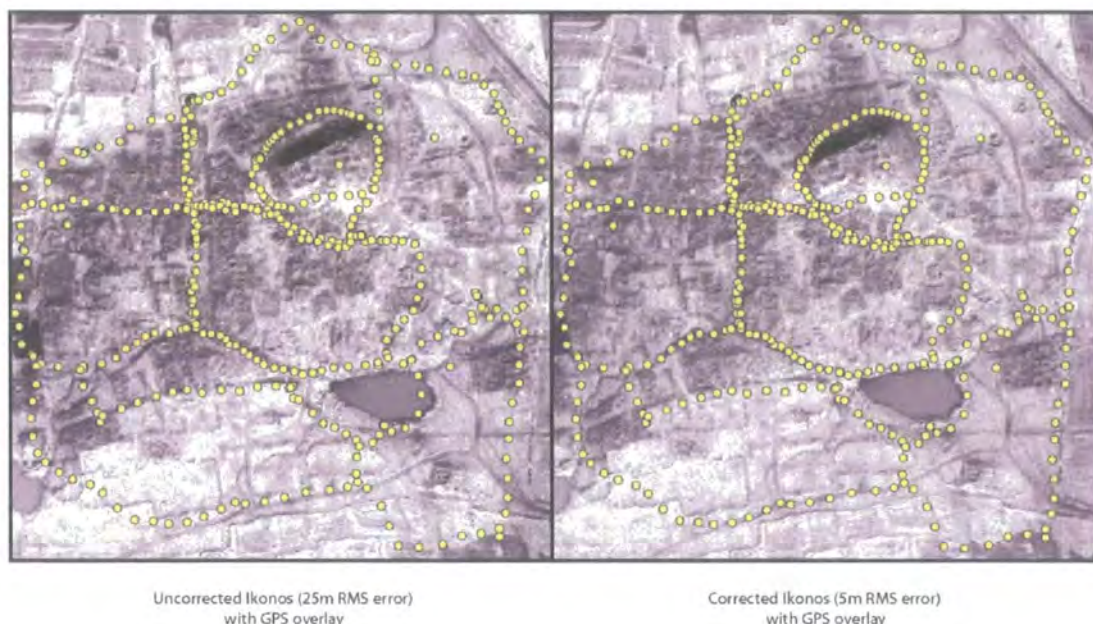 Uncorrected Ikonos (25m RMS error)
with GPS overlay
Corrected Ikonos (5m RMS error)
with GPS overlay